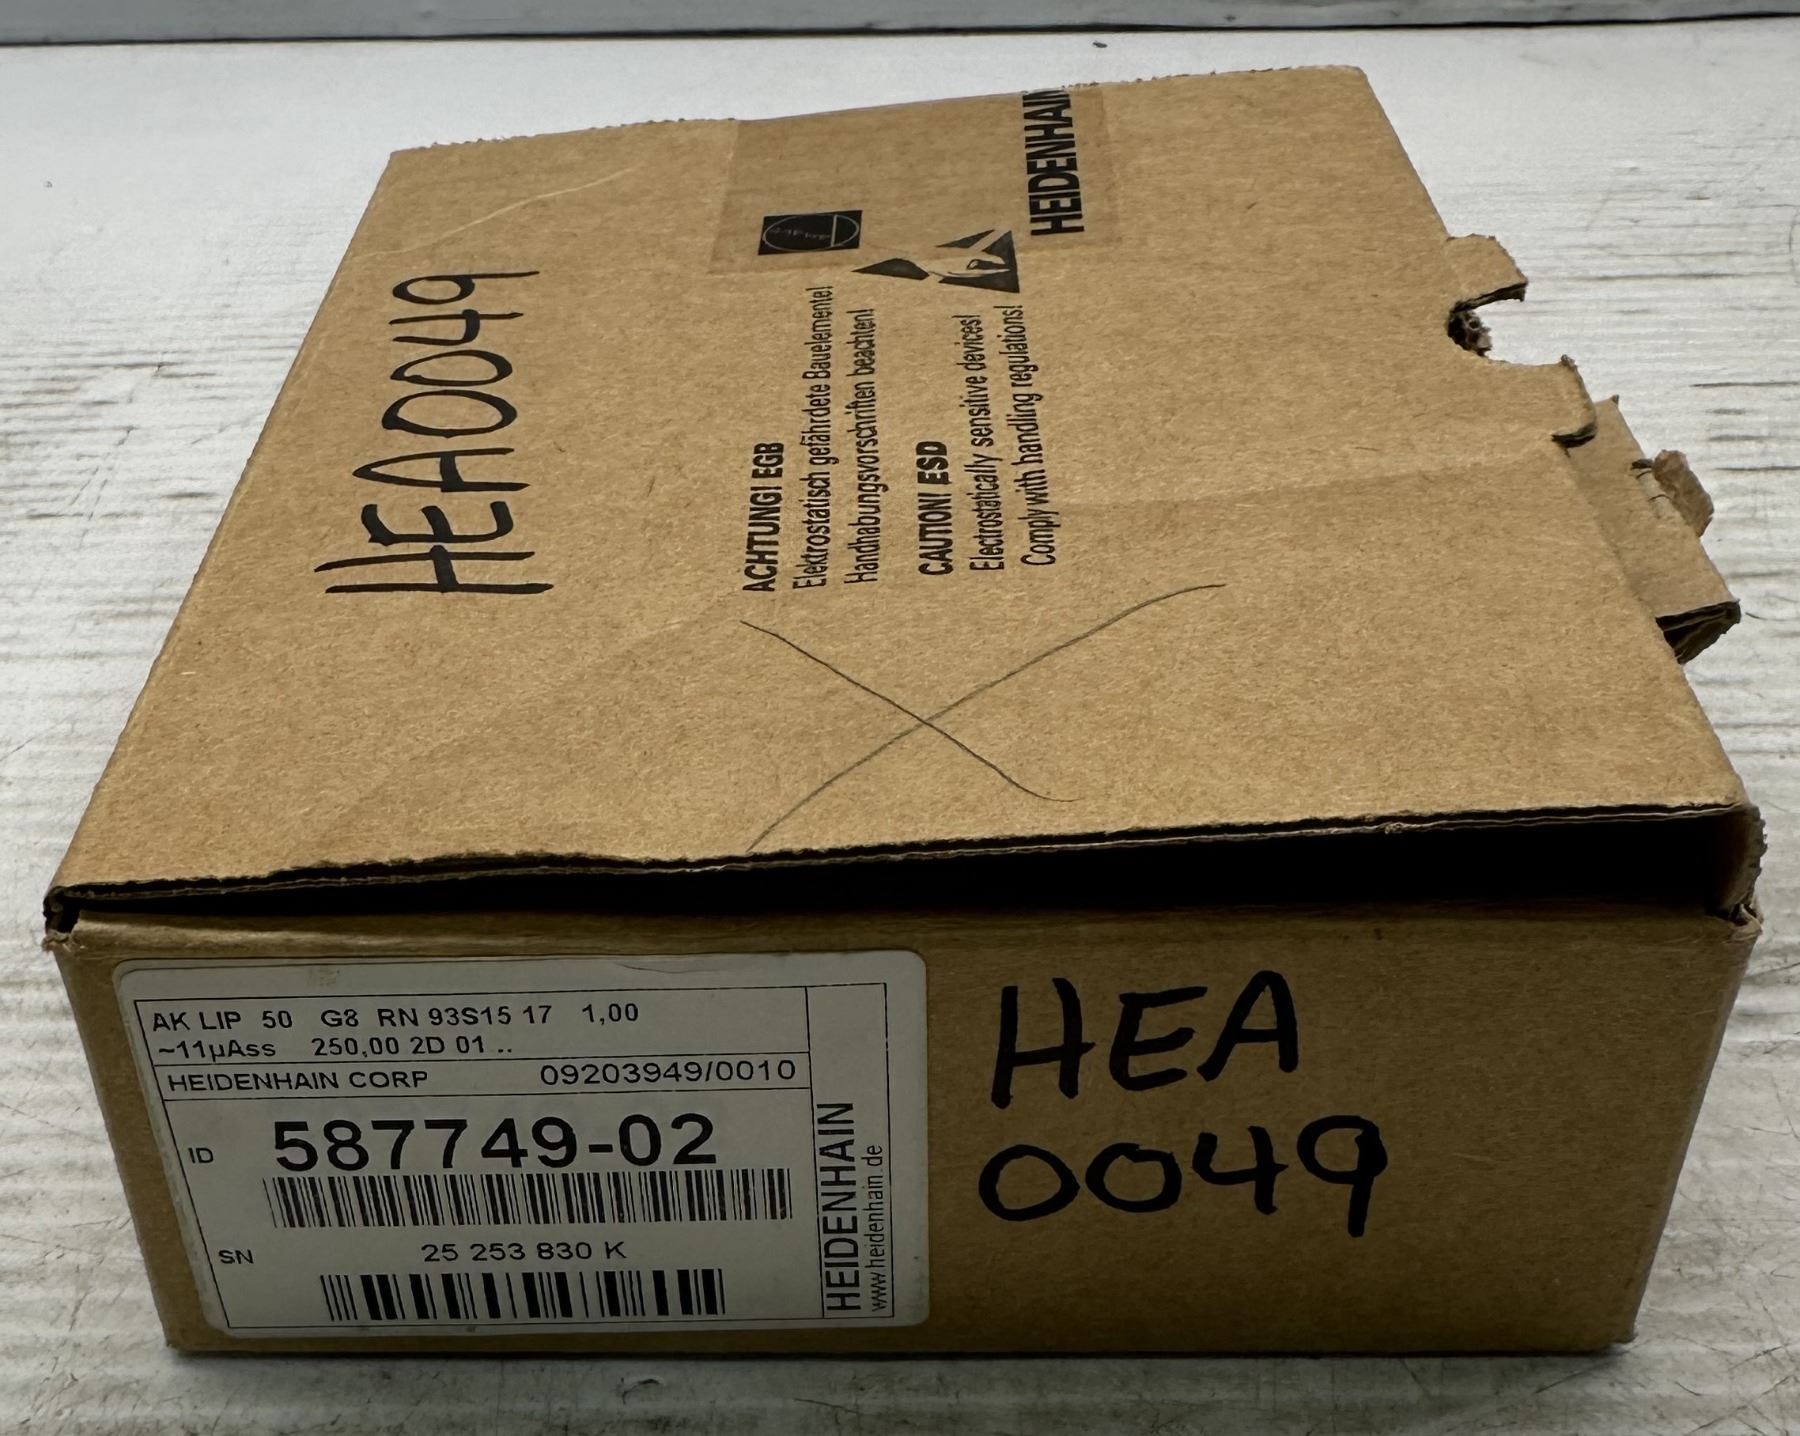 HEA0049
HEIDENHAIN
ACHTUNG! EGB
Elektrostatisch gefährdete Bauelemente!
Handhabungsvorschriften beachten!
CAUTION! ESD
Electrostatically sensitive devices!
Comply with handling regulations!
AK LIP 50 G8 RN 93S15 17 1,00
~11µAss 250,00 2D 01 ..
HEIDENHAIN CORP 09203949/0010
ID 587749-02
SN 25 253 830 K
HEIDENHAIN
www.heidenhain.de
HEA
0049